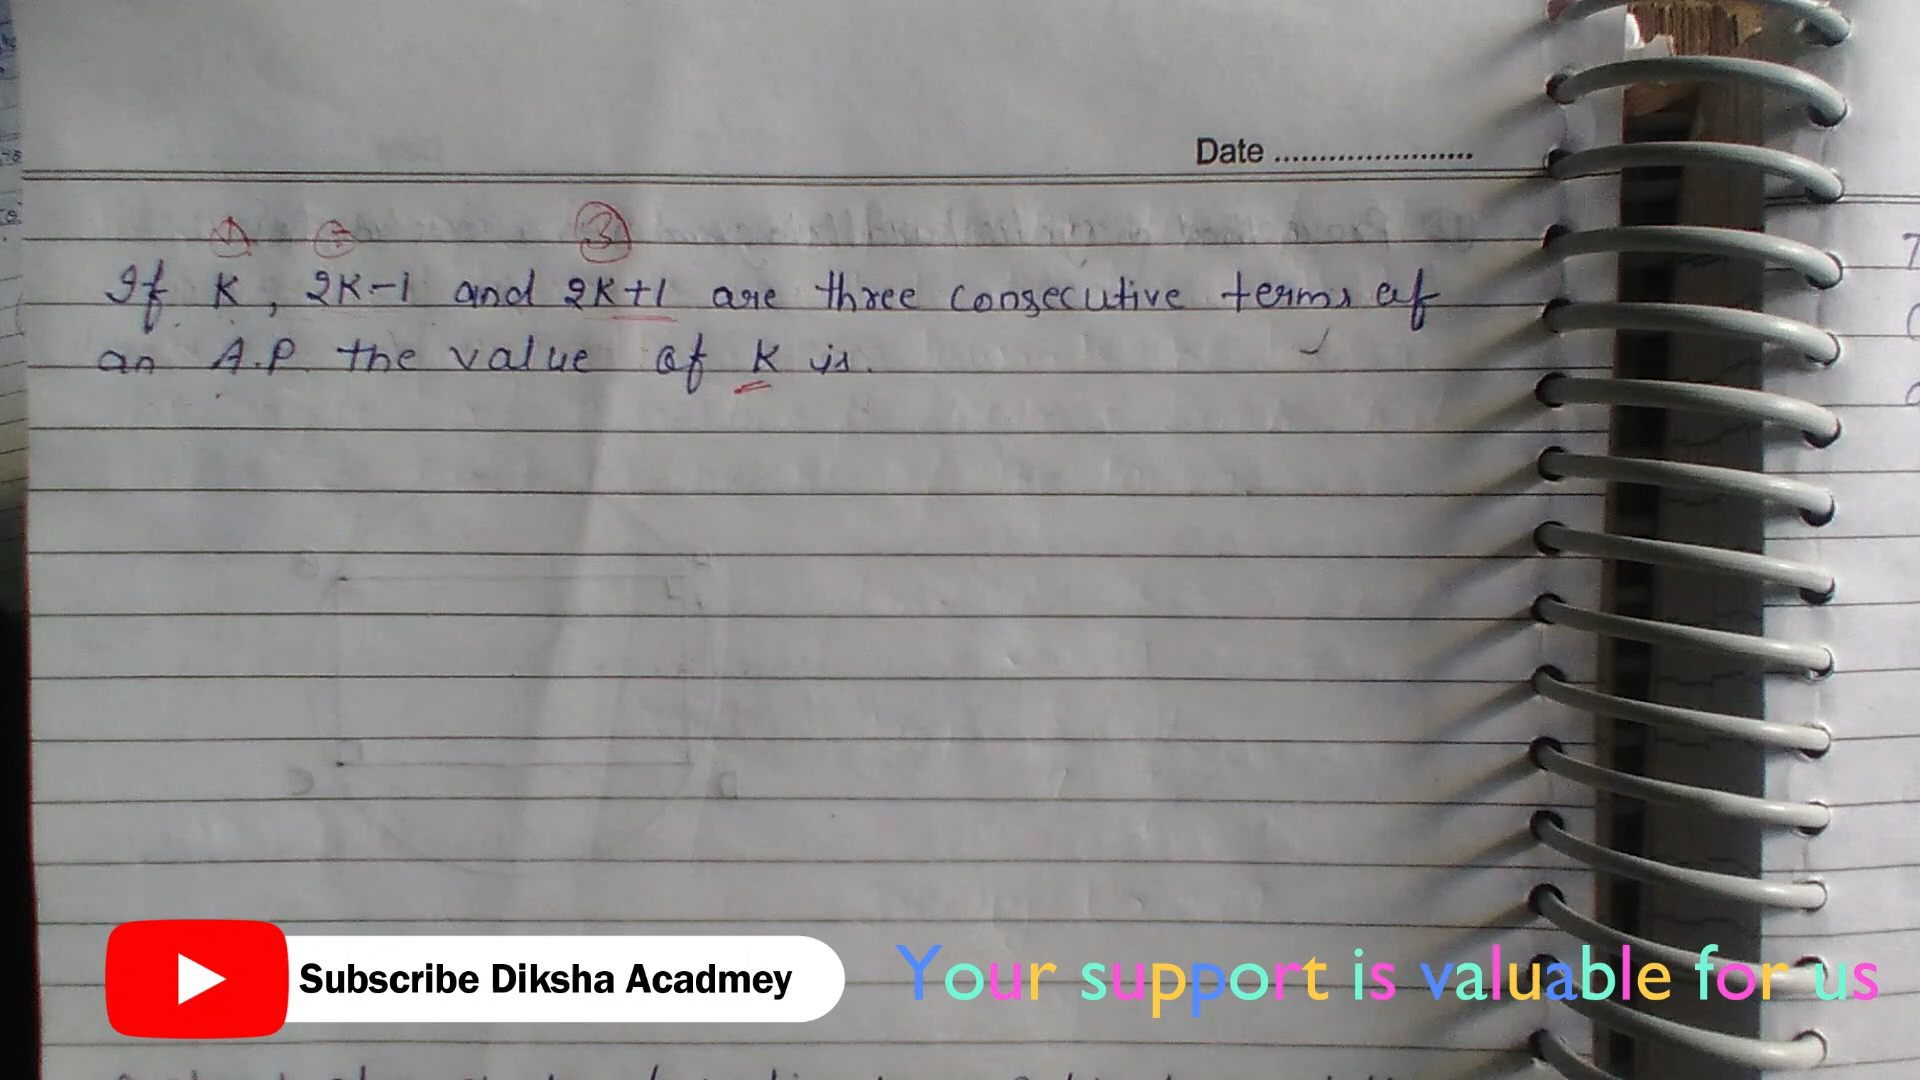 Date ......................
1 2 3
If K, 2K-1 and 2K+1 are three consecutive terms of
an A.P. the value of K is.
Subscribe Diksha Acadmey
Your support is valuable for us